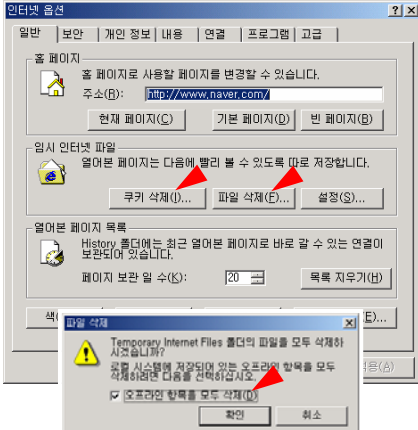 인터넷 옵션
일반 보안 개인 정보 내용 연결 프로그램 고급
홈 페이지
홈 페이지로 사용할 페이지를 변경할 수 있습니다.
주소(R): http://www.naver.com/
현재 페이지(C) 기본 페이지(D) 빈 페이지(B)
임시 인터넷 파일
열어본 페이지는 다음에 빨리 볼 수 있도록 따로 저장합니다.
쿠키 삭제(I)... 파일 삭제(F)... 설정(S)...
열어본 페이지 목록
History 폴더에는 최근 열어본 페이지로 바로 갈 수 있는 연결이
보관되어 있습니다.
페이지 보관 일 수(K): 20 목록 지우기(H)
색 E)...
파일 삭제
Temporary Internet Files 폴더의 파일을 모두 삭제하
시겠습니까?
로컬 시스템에 저장되어 있는 오프라인 항목을 모두
삭제하려면 다음을 선택하십시오.
오프라인 항목을 모두 삭제(D)
확인 취소
용(A)